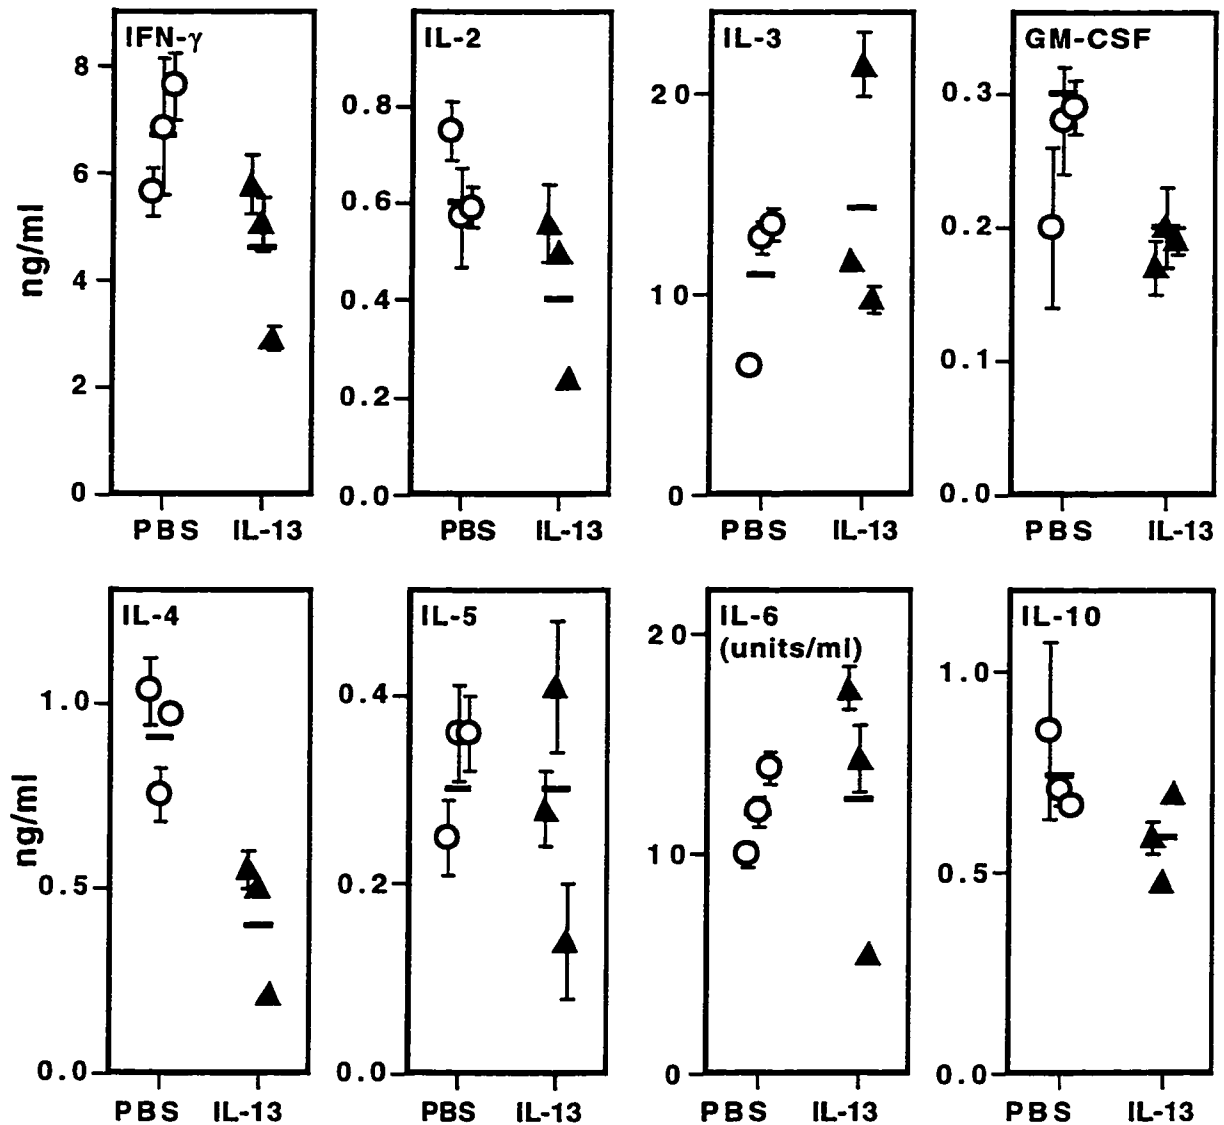 IFN-γ
IL-2
IL-3
GM-CSF
8
6
4
2
0
ng/ml
0.8
0.6
0.4
0.2
0.0
20
10
0
0.3
0.2
0.1
0.0
PBS IL-13
PBS IL-13
PBS IL-13
PBS IL-13
IL-4
IL-5
IL-6
(units/ml)
IL-10
1.0
0.5
0.0
ng/ml
0.4
0.2
0.0
20
10
0
1.0
0.5
0.0
PBS IL-13
PBS IL-13
PBS IL-13
PBS IL-13